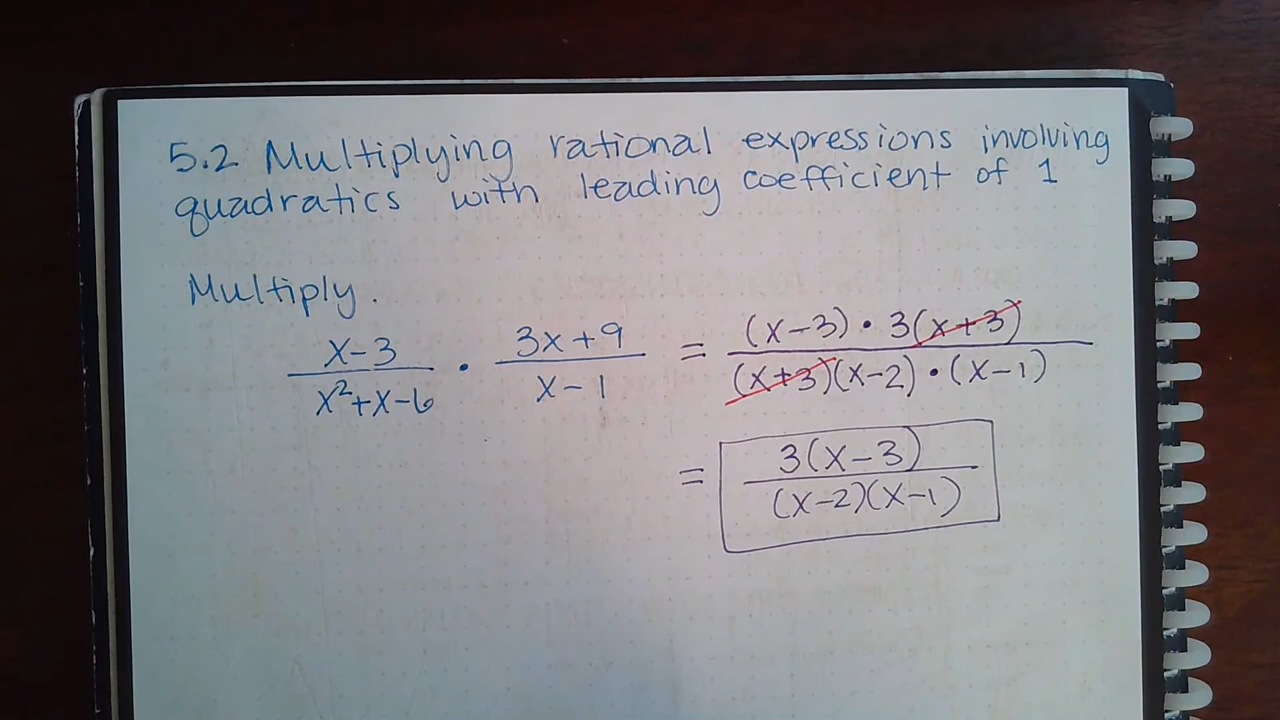 5.2 Multiplying rational expressions involving
quadratics with leading coefficient of 1
Multiply.
x-3/x²+x-6 · 3x+9/x-1 = (x-3)·3(x+3)/(x+3)(x-2)·(x-1)
= 3(x-3)/(x-2)(x-1)